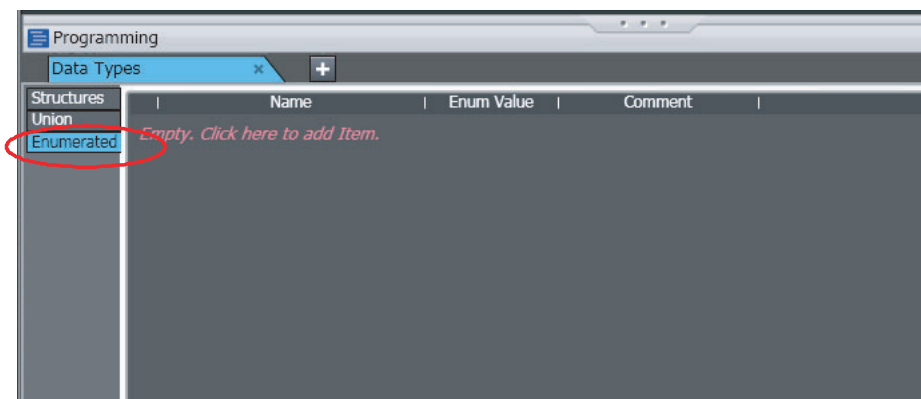 Programming
Data Types × +
Structures
Name Enum Value Comment
Union
Enumerated
Empty. Click here to add Item.